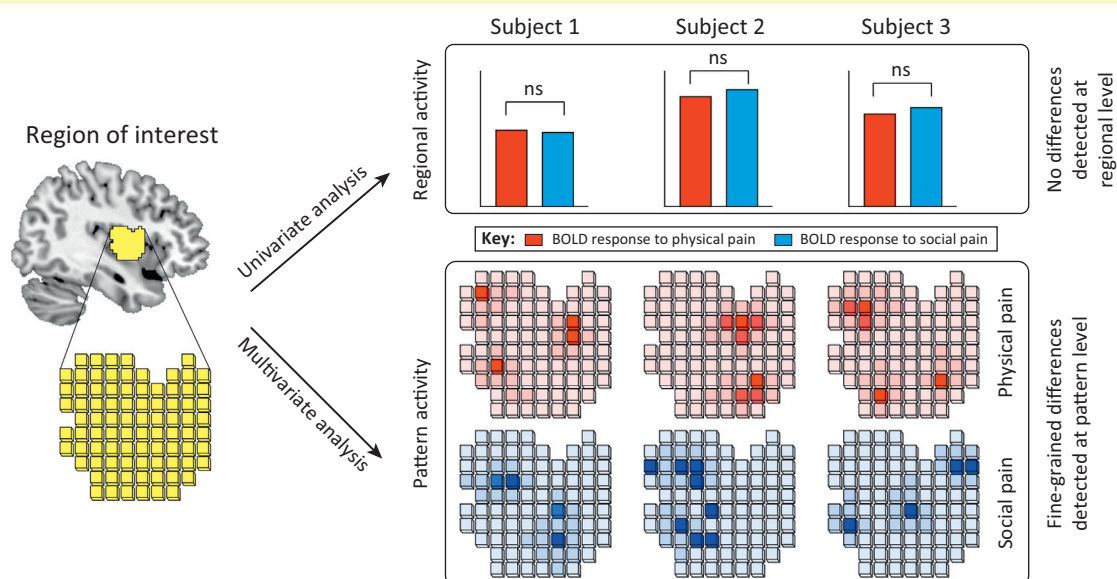 Subject 1
Subject 2
Subject 3
Regional activity
ns
ns
ns
No differences
detected at
regional level
Region of interest
Univariate analysis
Multivariate analysis
Key: BOLD response to physical pain BOLD response to social pain
Pattern activity
Physical pain
Social pain
Fine-grained differences
detected at pattern level